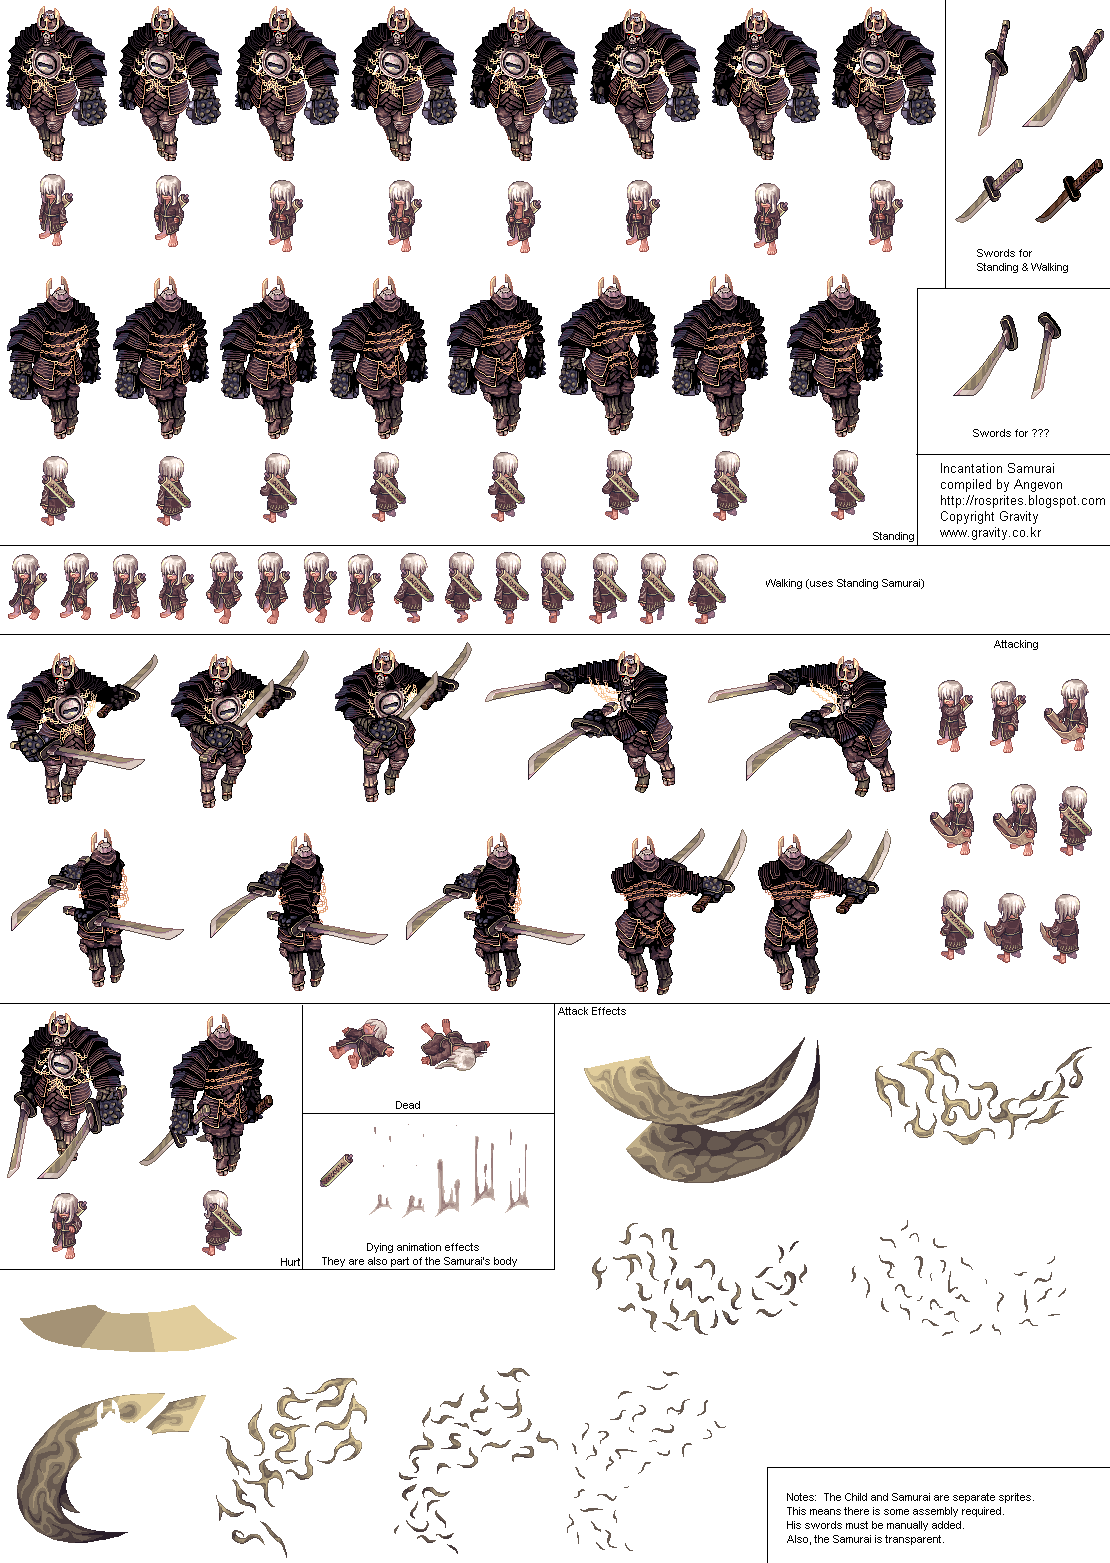 Swords for
Standing & Walking
Swords for ???
Incantation Samurai
compiled by Angevon
http://rosprites.blogspot.com
Copyright Gravity
www.gravity.co.kr
Standing
Walking (uses Standing Samurai)
Attacking
Attack Effects
Dead
Dying animation effects
They are also part of the Samurai's body
Hurt
Notes:  The Child and Samurai are separate sprites.
This means there is some assembly required.
His swords must be manually added.
Also, the Samurai is transparent.